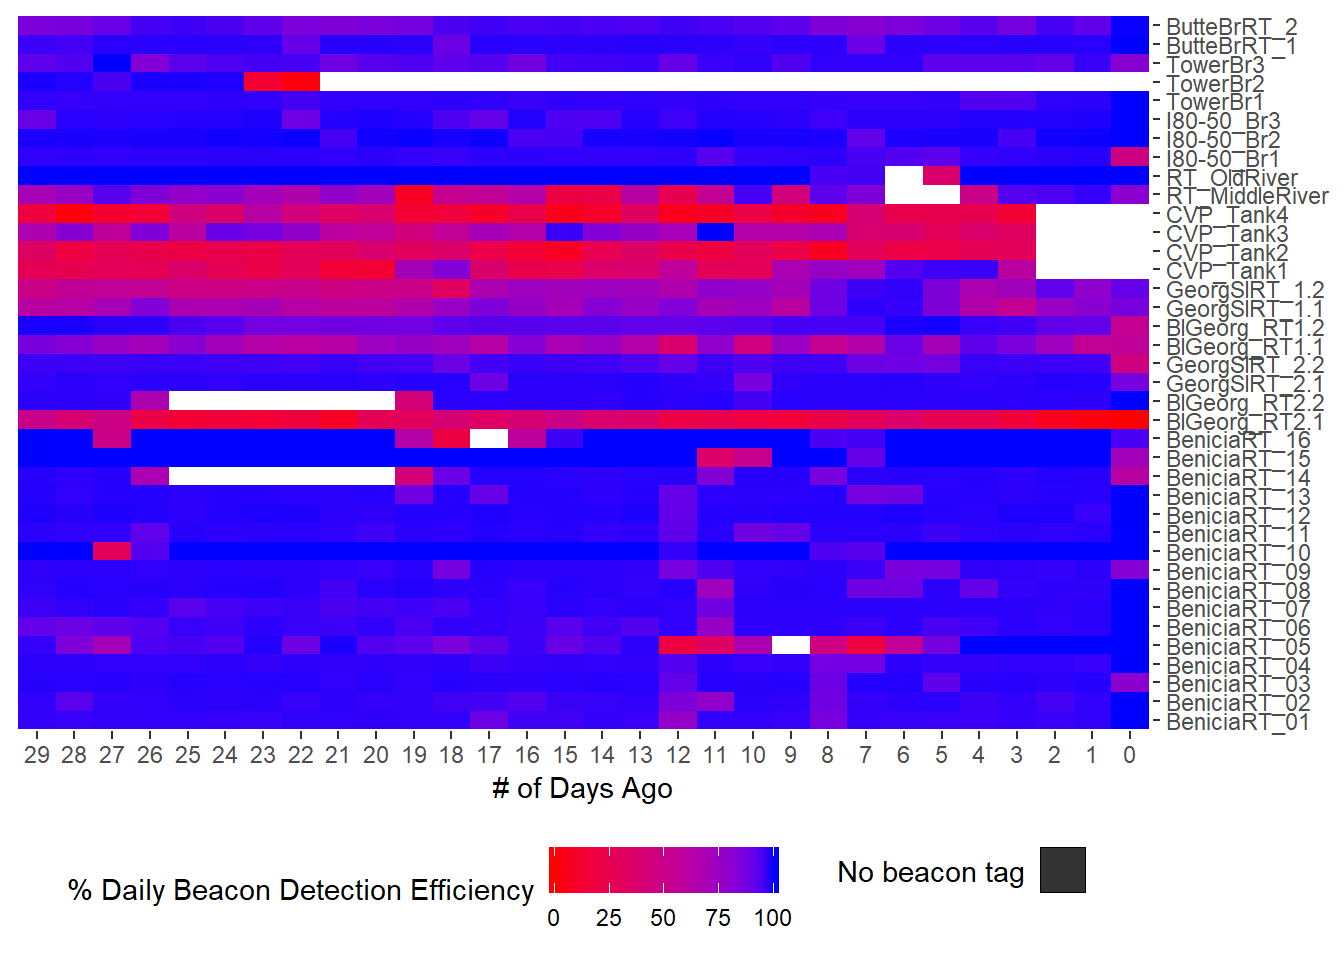 ButteBrRT_2
ButteBrRT_1
TowerBr3
TowerBr2
TowerBr1
I80-50_Br3
I80-50_Br2
I80-50_Br1
RT_OldRiver
RT_MiddleRiver
CVP_Tank4
CVP_Tank3
CVP_Tank2
CVP_Tank1
GeorgSlRT_1.2
GeorgSlRT_1.1
BlGeorg_RT1.2
BlGeorg_RT1.1
GeorgSlRT_2.2
GeorgSlRT_2.1
BlGeorg_RT2.2
BlGeorg_RT2.1
BeniciaRT_16
BeniciaRT_15
BeniciaRT_14
BeniciaRT_13
BeniciaRT_12
BeniciaRT_11
BeniciaRT_10
BeniciaRT_09
BeniciaRT_08
BeniciaRT_07
BeniciaRT_06
BeniciaRT_05
BeniciaRT_04
BeniciaRT_03
BeniciaRT_02
BeniciaRT_01
29 28 27 26 25 24 23 22 21 20 19 18 17 16 15 14 13 12 11 10 9 8 7 6 5 4 3 2 1 0
# of Days Ago
% Daily Beacon Detection Efficiency
0 25 50 75 100
No beacon tag